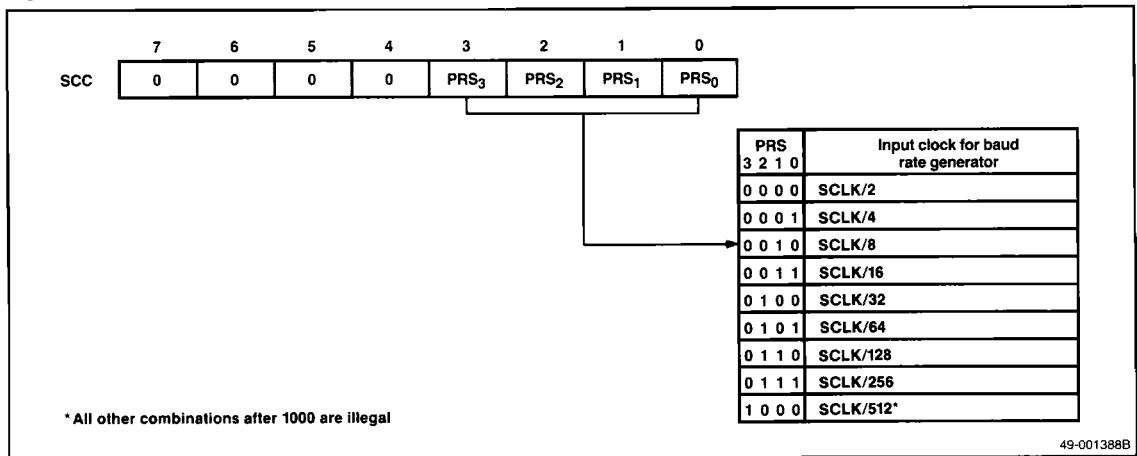 7 6 5 4 3 2 1 0
SCC 0 0 0 0 PRS₃ PRS₂ PRS₁ PRS₀
PRS Input clock for baud
3 2 1 0 rate generator
0 0 0 0 SCLK/2
0 0 0 1 SCLK/4
0 0 1 0 SCLK/8
0 0 1 1 SCLK/16
0 1 0 0 SCLK/32
0 1 0 1 SCLK/64
0 1 1 0 SCLK/128
0 1 1 1 SCLK/256
1 0 0 0 SCLK/512*
*All other combinations after 1000 are illegal
49-001388B